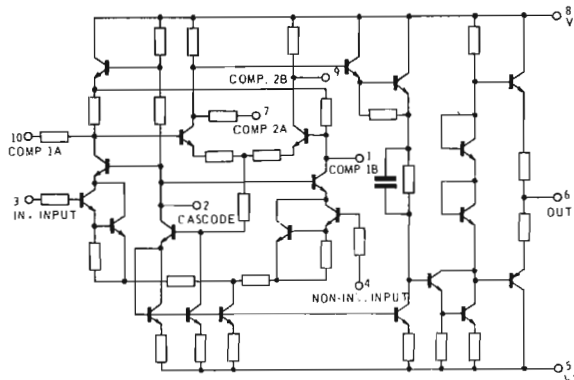 8
V
COMP. 2B
9
7
COMP 2A
10
COMP 1A
1
COMP 1B
3
IN. INPUT
2
CASCODE
6
OUT
4
NON-IN. INPUT
5